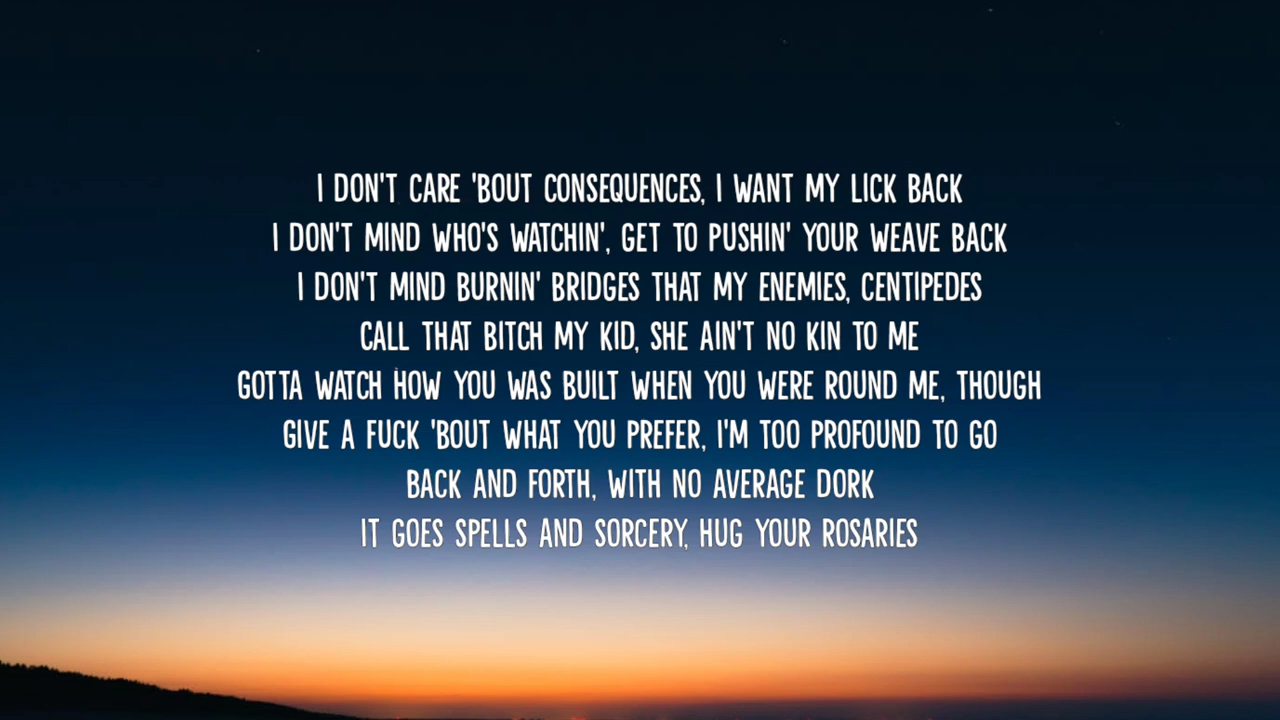 I DON'T CARE 'BOUT CONSEQUENCES, I WANT MY LICK BACK
I DON'T MIND WHO'S WATCHIN', GET TO PUSHIN' YOUR WEAVE BACK
I DON'T MIND BURNIN' BRIDGES THAT MY ENEMIES, CENTIPEDES
CALL THAT BITCH MY KID, SHE AIN'T NO KIN TO ME
GOTTA WATCH HOW YOU WAS BUILT WHEN YOU WERE ROUND ME, THOUGH
GIVE A FUCK 'BOUT WHAT YOU PREFER, I'M TOO PROFOUND TO GO
BACK AND FORTH, WITH NO AVERAGE DORK
IT GOES SPELLS AND SORCERY, HUG YOUR ROSARIES